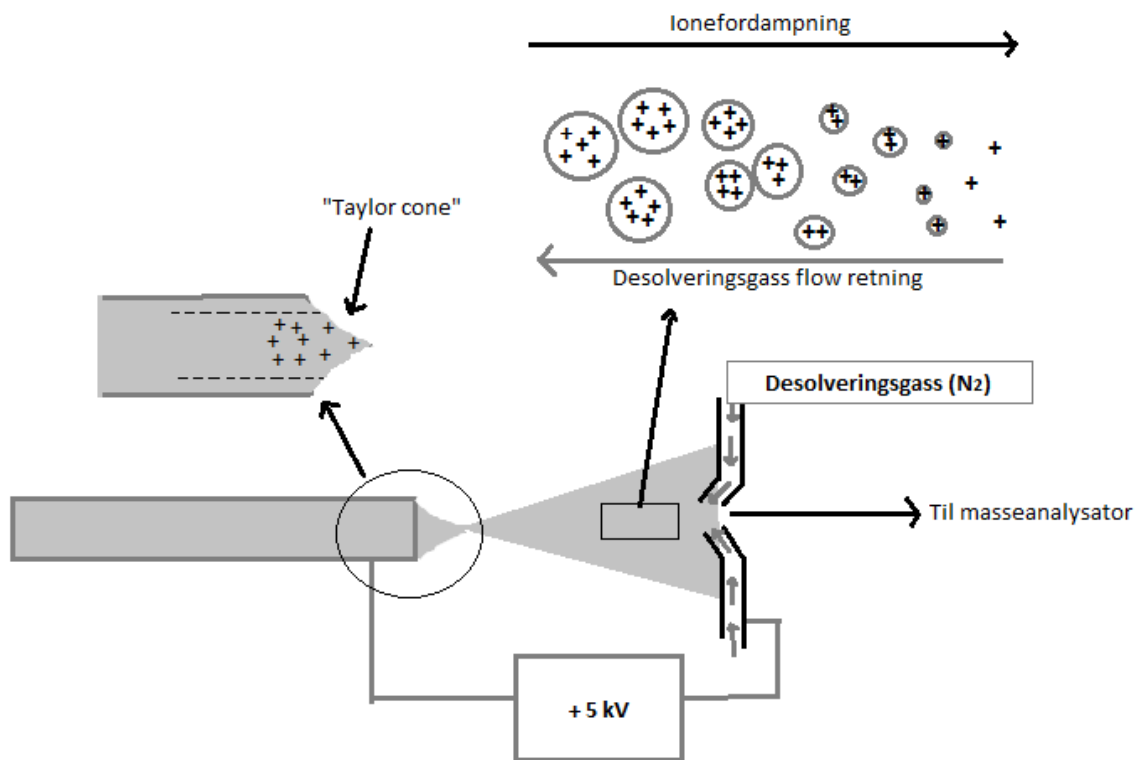 Ionefordampning
"Taylor cone"
Desolveringsgass flow retning
Desolveringsgass (N2)
Til masseanalysator
+ 5 kV